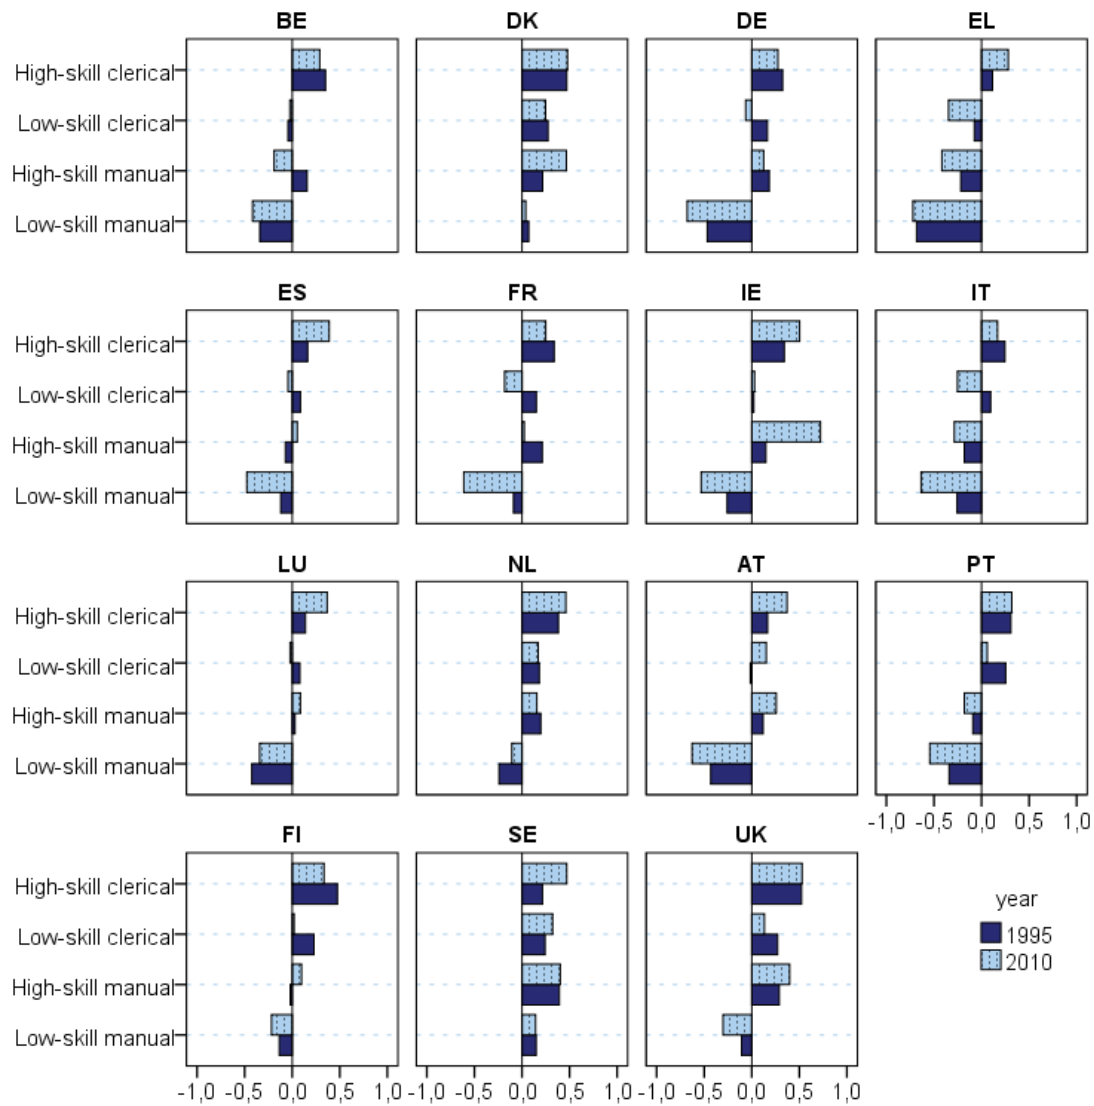 BE DK DE EL
High-skill clerical
Low-skill clerical
High-skill manual
Low-skill manual
ES FR IE IT
High-skill clerical
Low-skill clerical
High-skill manual
Low-skill manual
LU NL AT PT
High-skill clerical
Low-skill clerical
High-skill manual
Low-skill manual
-1,0 -0,5 0,0 0,5 1,0
FI SE UK
High-skill clerical
Low-skill clerical
High-skill manual
Low-skill manual
year
1995
2010
-1,0 -0,5 0,0 0,5 1,0 -1,0 -0,5 0,0 0,5 1,0 -1,0 -0,5 0,0 0,5 1,0